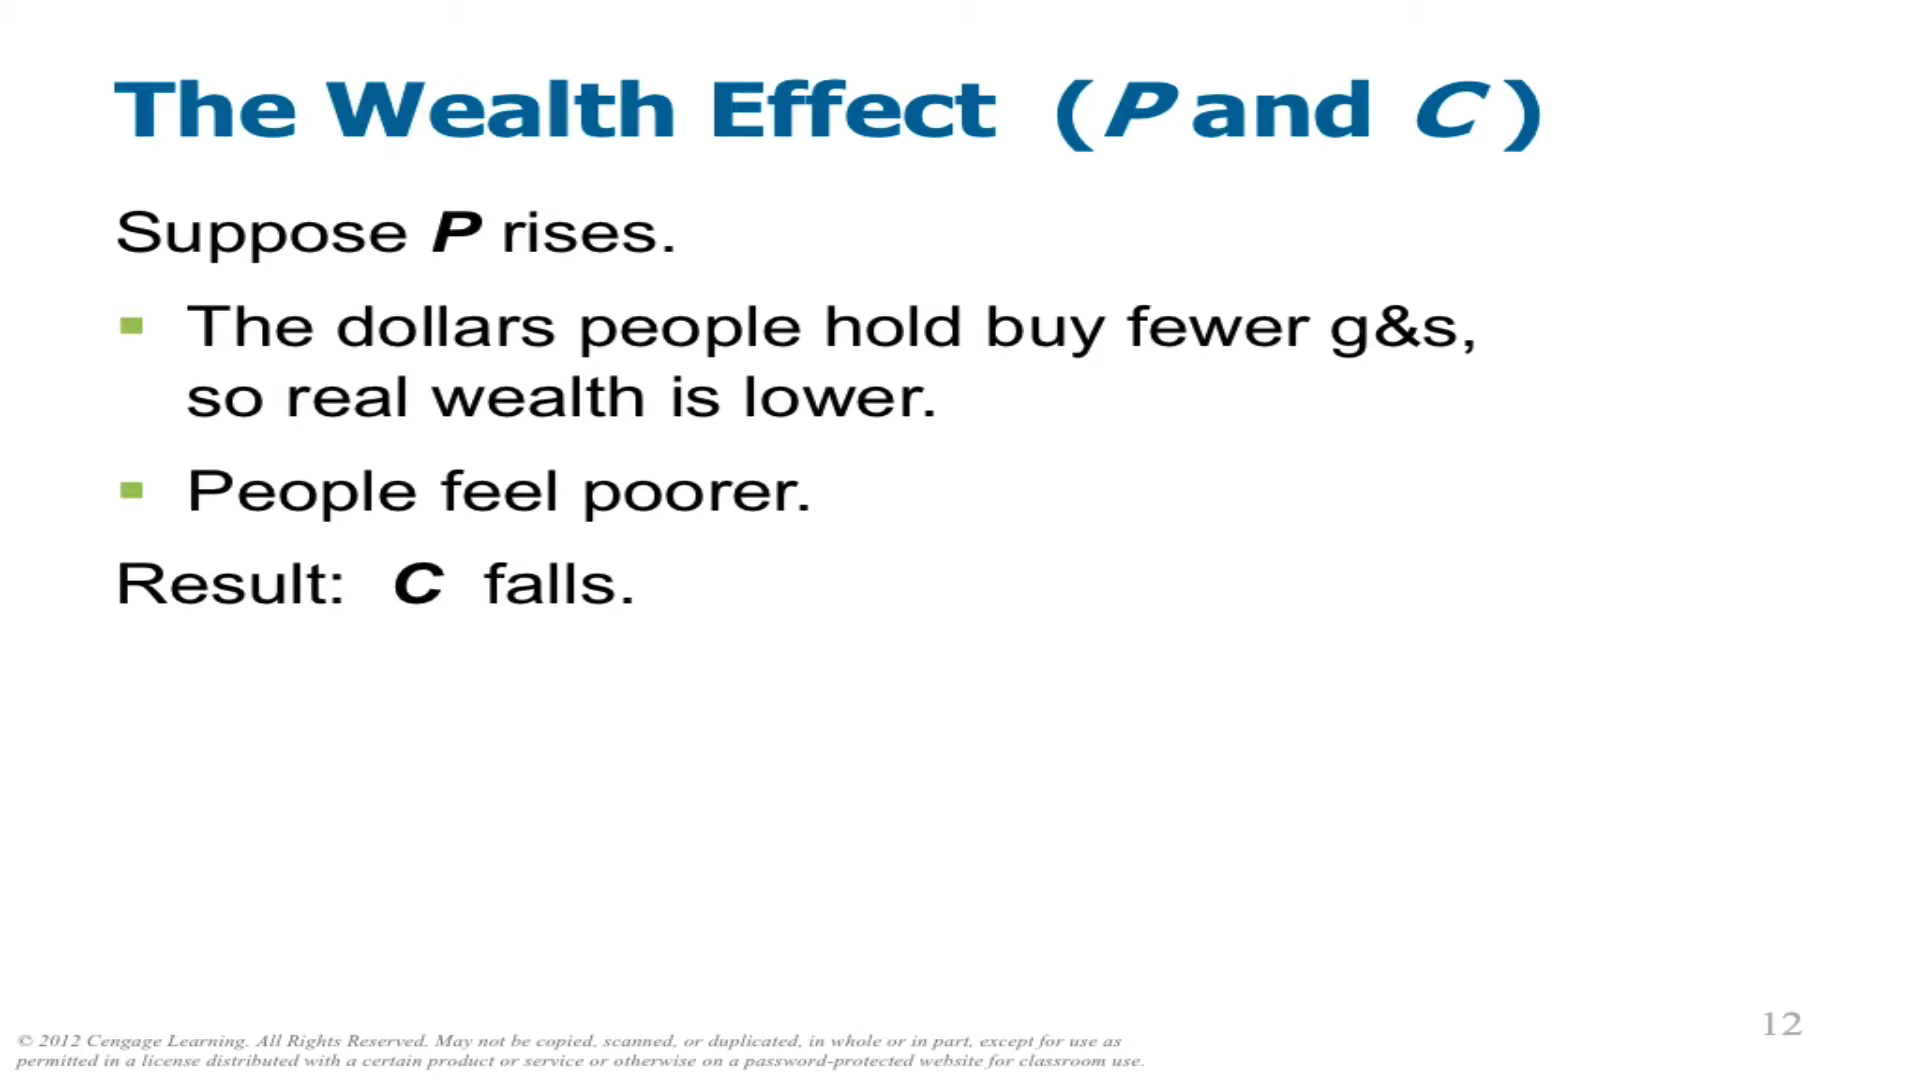 The Wealth Effect (P and C)
Suppose P rises.
▪ The dollars people hold buy fewer g&s,
so real wealth is lower.
▪ People feel poorer.
Result: C falls.
12
© 2012 Cengage Learning. All Rights Reserved. May not be copied, scanned, or duplicated, in whole or in part, except for use as
permitted in a license distributed with a certain product or service or otherwise on a password-protected website for classroom use.